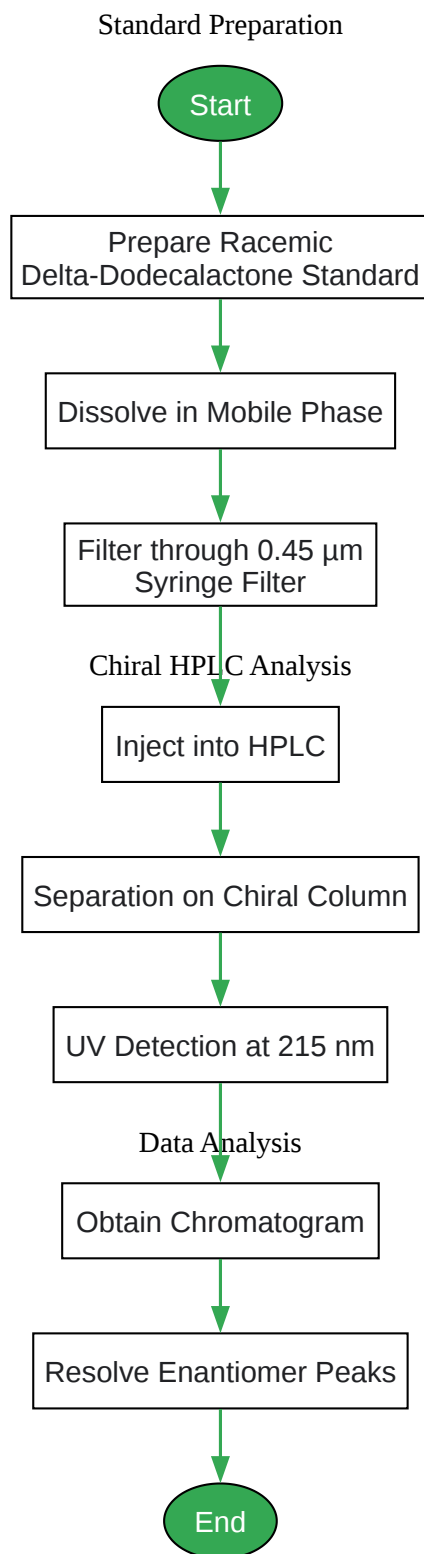 Standard Preparation
Start
Prepare Racemic
Delta-Dodecalactone Standard
Dissolve in Mobile Phase
Filter through 0.45 µm
Syringe Filter
Chiral HPLC Analysis
Inject into HPLC
Separation on Chiral Column
UV Detection at 215 nm
Data Analysis
Obtain Chromatogram
Resolve Enantiomer Peaks
End